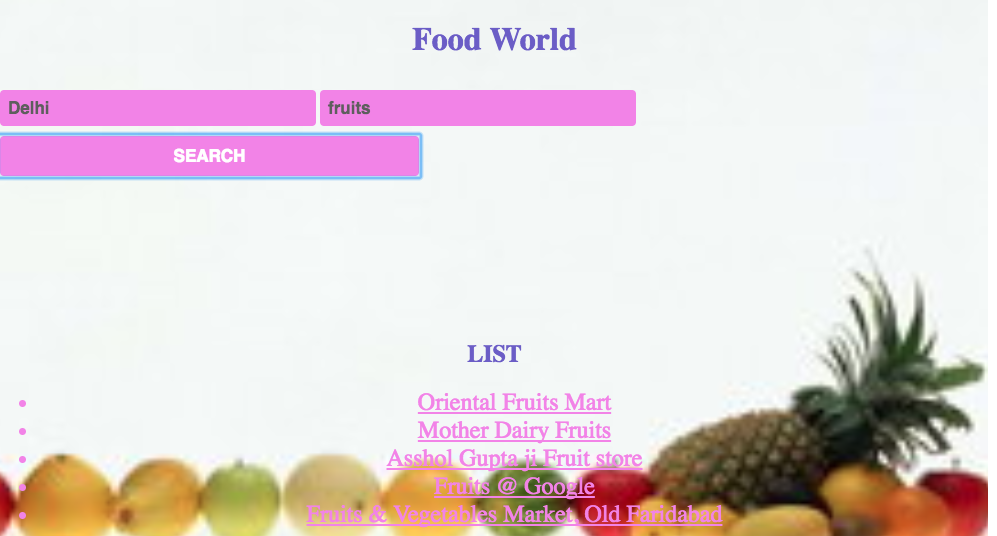 Food World
Delhi
fruits
SEARCH
LIST
Oriental Fruits Mart
Mother Dairy Fruits
Asshol Gupta ji Fruit store
Fruits @ Google
Fruits & Vegetables Market, Old Faridabad